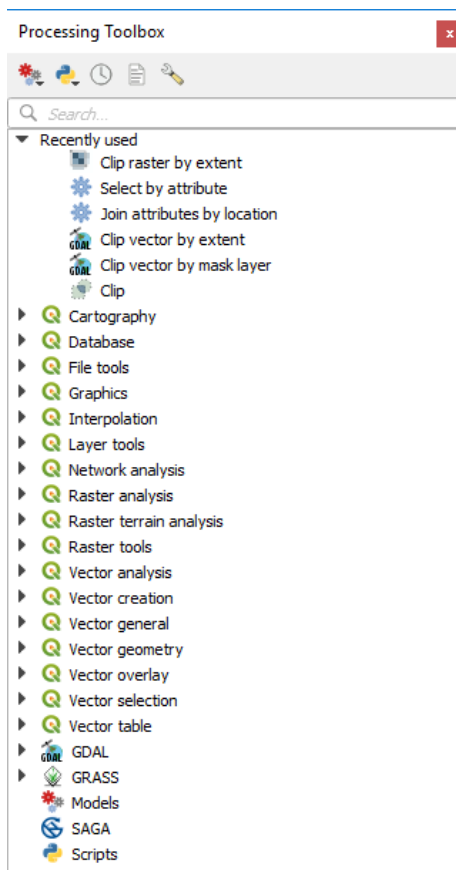 Processing Toolbox
x
Search...
Recently used
Clip raster by extent
Select by attribute
Join attributes by location
GDAL Clip vector by extent
GDAL Clip vector by mask layer
Clip
Cartography
Database
File tools
Graphics
Interpolation
Layer tools
Network analysis
Raster analysis
Raster terrain analysis
Raster tools
Vector analysis
Vector creation
Vector general
Vector geometry
Vector overlay
Vector selection
Vector table
GDAL GDAL
GRASS
Models
SAGA
Scripts